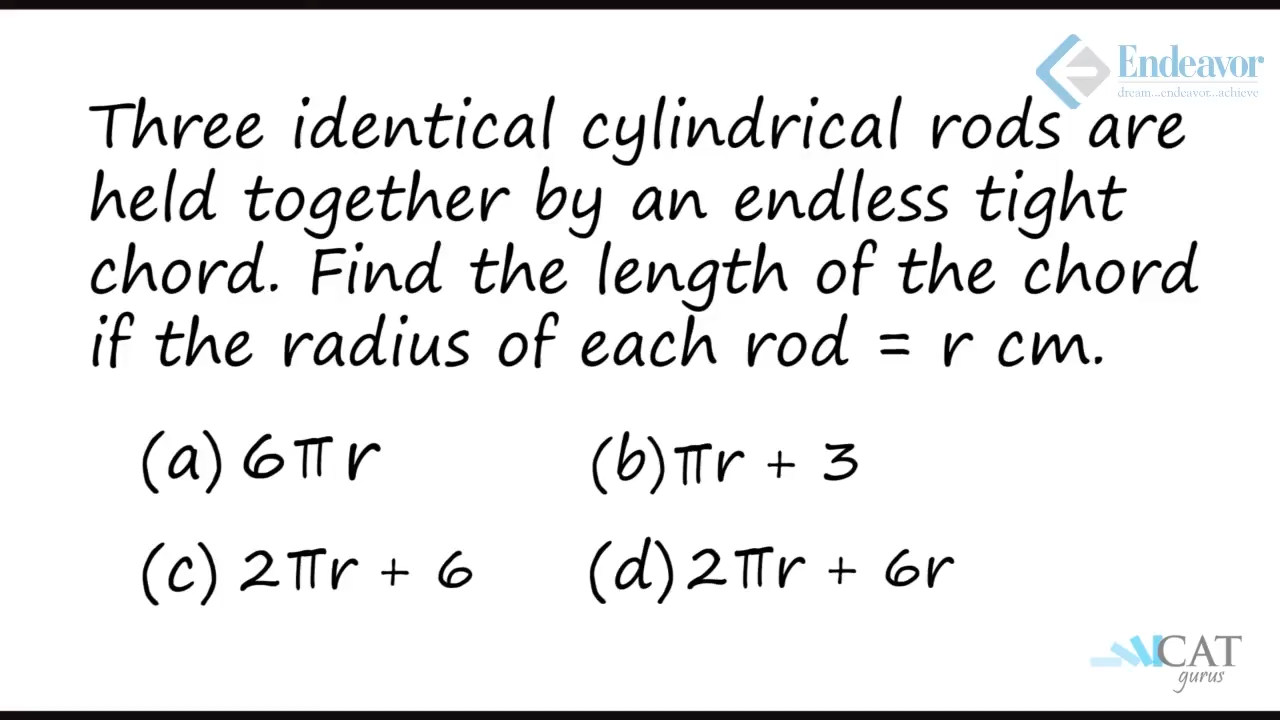 Endeavor
dream...endeavor...achieve
Three identical cylindrical rods are
held together by an endless tight
chord. Find the length of the chord
if the radius of each rod = r cm.
(a) 6πr (b) πr + 3
(c) 2πr + 6 (d) 2πr + 6r
CAT
gurus